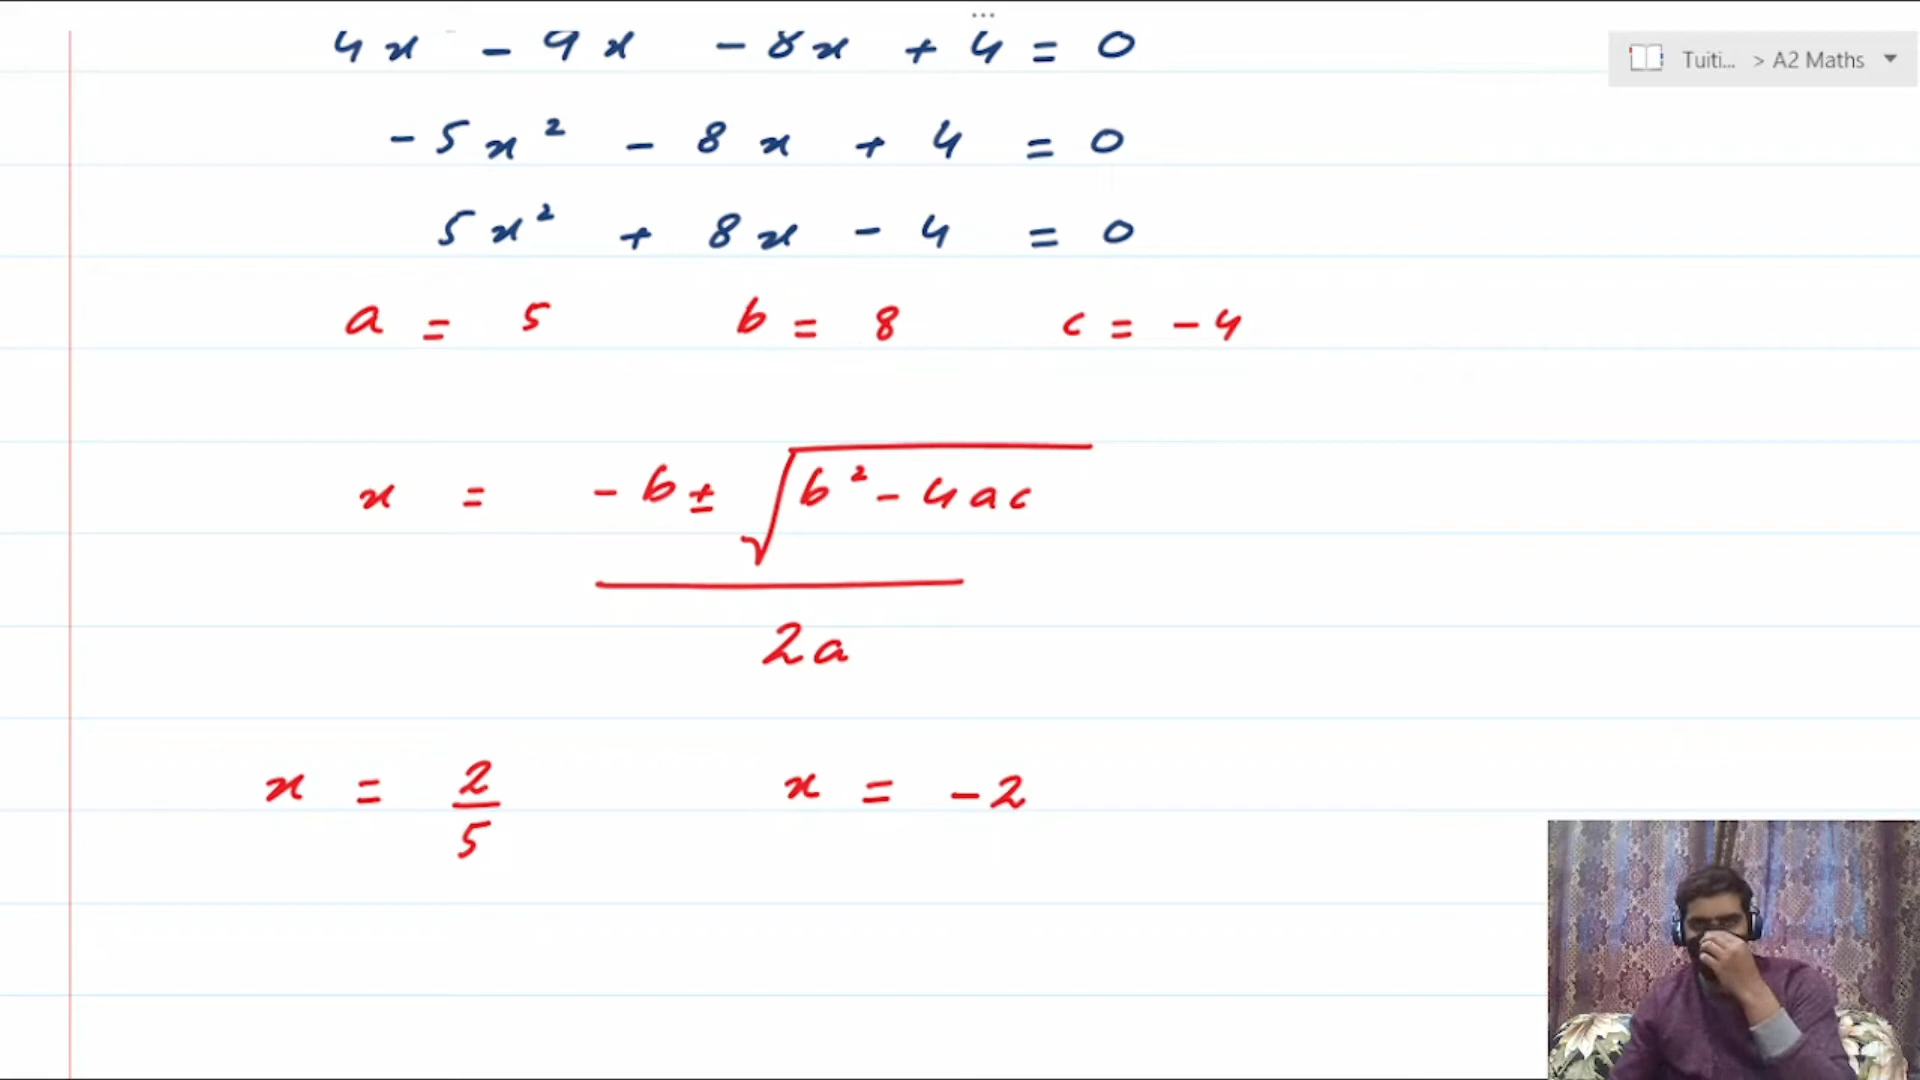 ...
4x - 9x - 8x + 4 = 0
Tuiti... > A2 Maths
-5x² - 8x + 4 = 0
5x² + 8x - 4 = 0
a = 5 b = 8 c = -4
x = -b ± √b² - 4ac
2a
x = 2/5 x = -2